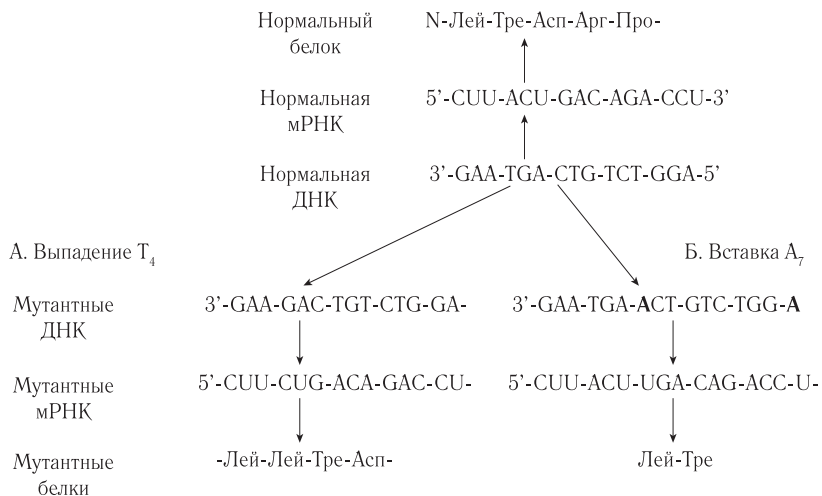 Нормальный белок
N-Лей-Тре-Асп-Арг-Про-
Нормальная мРНК
5’-CUU-ACU-GAC-AGA-CCU-3’
Нормальная ДНК
3’-GAA-TGA-CTG-TCT-GGA-5’
А. Выпадение T₄
Б. Вставка A₇
Мутантные ДНК
3’-GAA-GAC-TGT-CTG-GA-
3’-GAA-TGA-ACT-GTC-TGG-A
Мутантные мРНК
5’-CUU-CUG-ACA-GAC-CU-
5’-CUU-ACU-UGA-CAG-ACC-U-
Мутантные белки
-Лей-Лей-Тре-Асп-
Лей-Тре